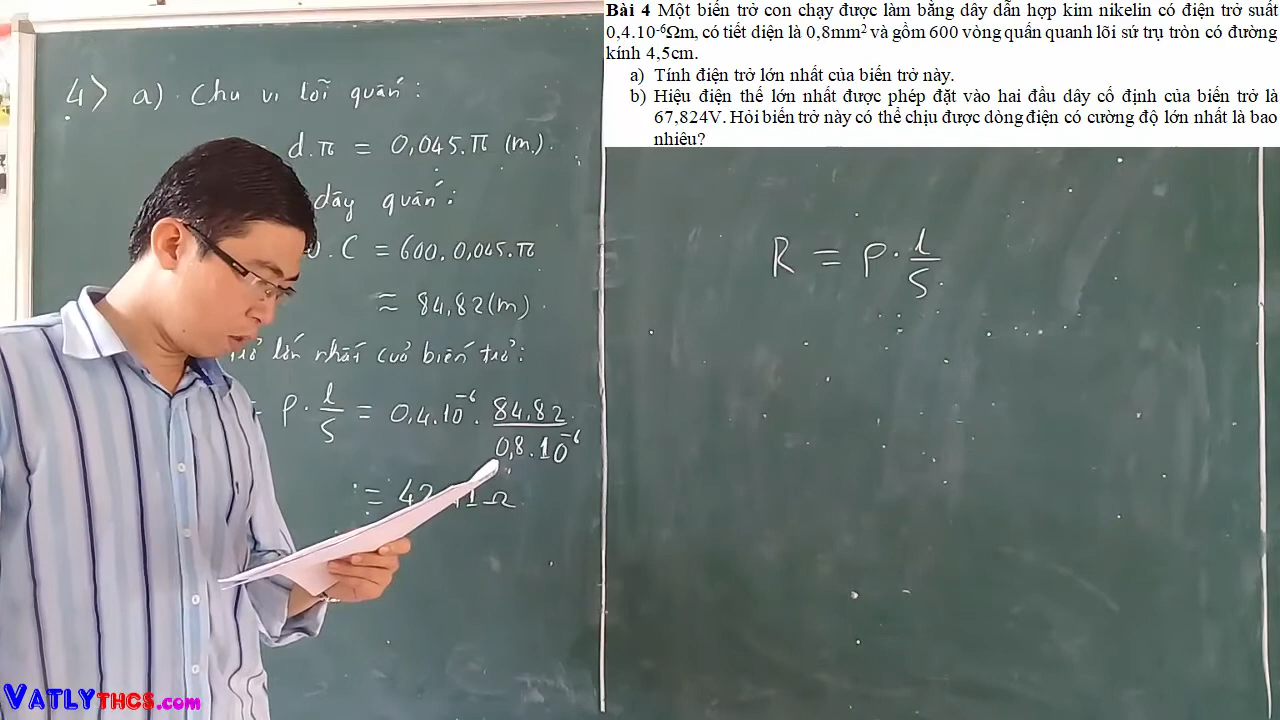 Bài 4 Một biến trở con chạy được làm bằng dây dẫn hợp kim nikelin có điện trở suất
0,4.10⁻⁶Ωm, có tiết diện là 0,8mm² và gồm 600 vòng quấn quanh lõi sứ trụ tròn có đường
kính 4,5cm.
a) Tính điện trở lớn nhất của biến trở này.
b) Hiệu điện thế lớn nhất được phép đặt vào hai đầu dây cố định của biến trở là
67,824V. Hỏi biến trở này có thể chịu được dòng điện có cường độ lớn nhất là bao
nhiêu?
4> a). Chu vi lõi quấn:
d.π = 0,045.π (m).
dây quấn:
.C = 600.0,045.π
≈ 84,82(m)
lớn nhất của biến trở:
ρ . l/S = 0,4.10⁻⁶ . 84,82 / 0,8.10⁻⁶
= 42 1Ω
R = ρ . l/S
VATLYTHCS.com